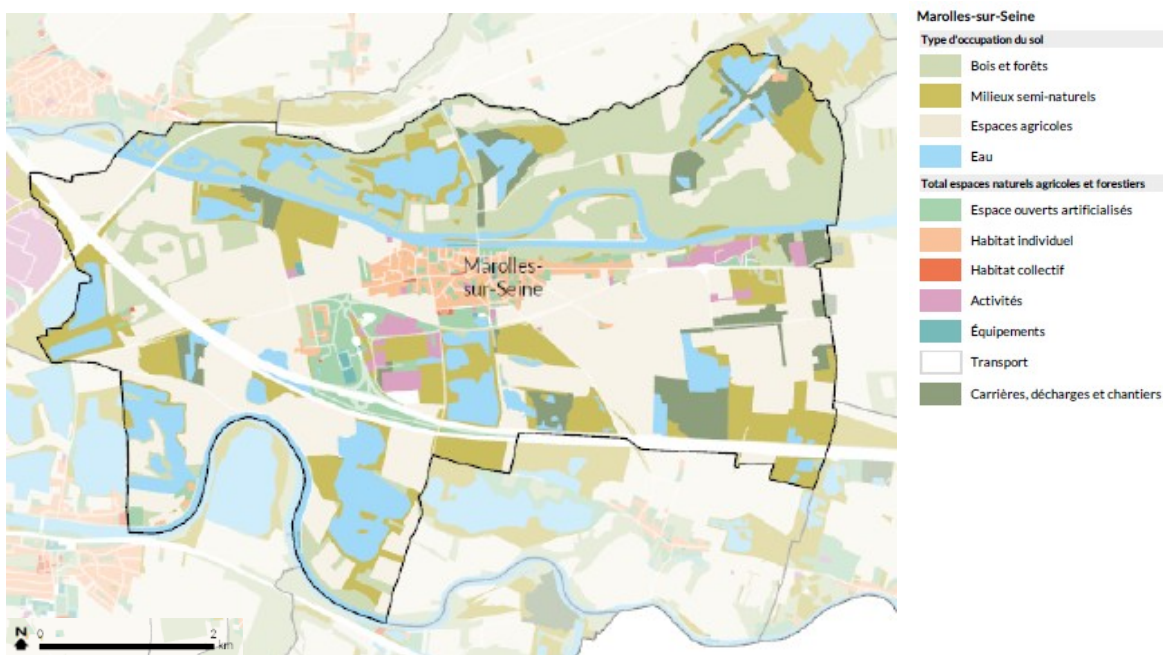 Marolles-sur-Seine
Type d'occupation du sol
Bois et forêts
Milieux semi-naturels
Espaces agricoles
Eau
Total espaces naturels agricoles et forestiers
Espace ouverts artificialisés
Habitat individuel
Habitat collectif
Activités
Équipements
Transport
Carrières, décharges et chantiers
Marolles-
sur-Seine
N 0 2
km